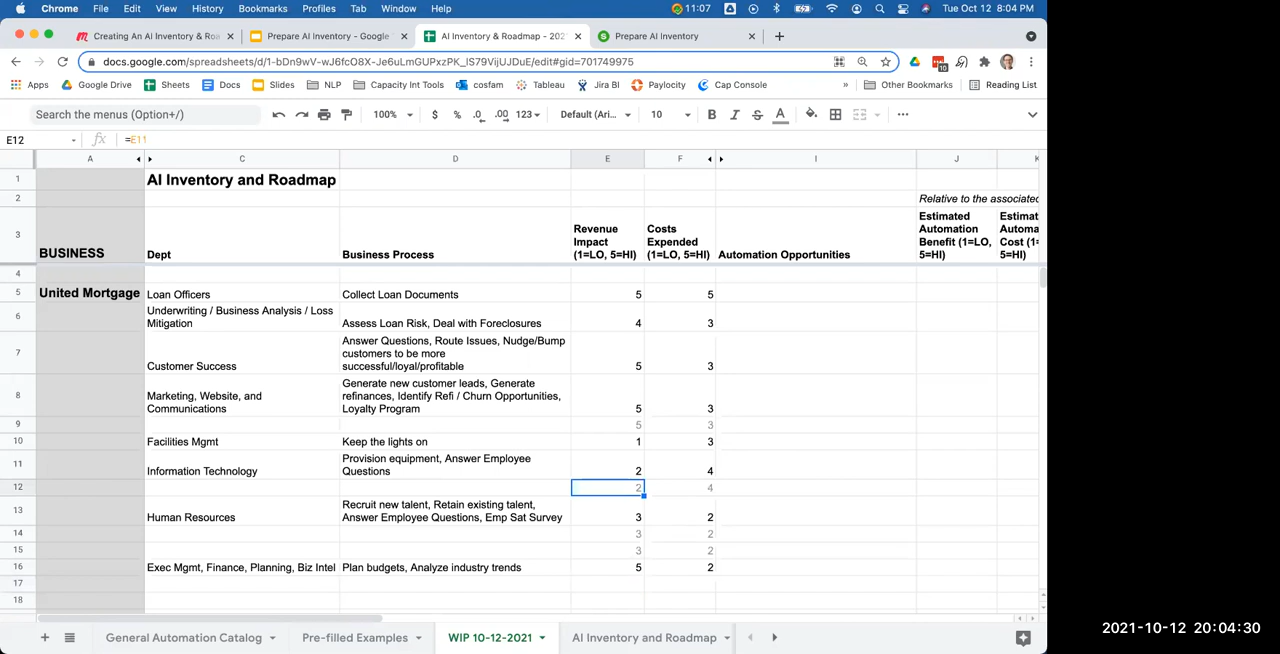 Chrome File Edit View History Bookmarks Profiles Tab Window Help 11:07 Tue Oct 12 8:04 PM
Creating An Ai Inventory & Roa Prepare AI Inventory - Google AI Inventory & Roadmap - 202 Prepare AI Inventory
docs.google.com/spreadsheets/d/1-bDn9wV-wJ6fcO8X-Je6uLmGUPxzPK_lS79VijUJDuE/edit#gid=701749975 10
Apps Google Drive Sheets Docs Slides NLP Capacity Int Tools cosfam Tableau Jira BI Paylocity Cap Console » Other Bookmarks Reading List
Search the menus (Option+/) 100% $ % .0 .00 123 Default (Ari... 10 B I S A
E12 fx =E11
A C D E F I J K
1 AI Inventory and Roadmap
2 Relative to the associated
3 BUSINESS Dept Business Process Revenue Impact (1=LO, 5=HI) Costs Expended (1=LO, 5=HI) Automation Opportunities Estimated Automation Benefit (1=LO, 5=HI) Estimat Automa Cost (1= 5=HI)
4
5 United Mortgage Loan Officers Collect Loan Documents 5 5
6 Underwriting / Business Analysis / Loss Mitigation Assess Loan Risk, Deal with Foreclosures 4 3
7 Customer Success Answer Questions, Route Issues, Nudge/Bump customers to be more successful/loyal/profitable 5 3
8 Marketing, Website, and Communications Generate new customer leads, Generate refinances, Identify Refi / Churn Opportunities, Loyalty Program 5 3
9 5 3
10 Facilities Mgmt Keep the lights on 1 3
11 Information Technology Provision equipment, Answer Employee Questions 2 4
12 2 4
13 Human Resources Recruit new talent, Retain existing talent, Answer Employee Questions, Emp Sat Survey 3 2
14 3 2
15 3 2
16 Exec Mgmt, Finance, Planning, Biz Intel Plan budgets, Analyze industry trends 5 2
17
18
General Automation Catalog Pre-filled Examples WIP 10-12-2021 AI Inventory and Roadmap
2021-10-12 20:04:30